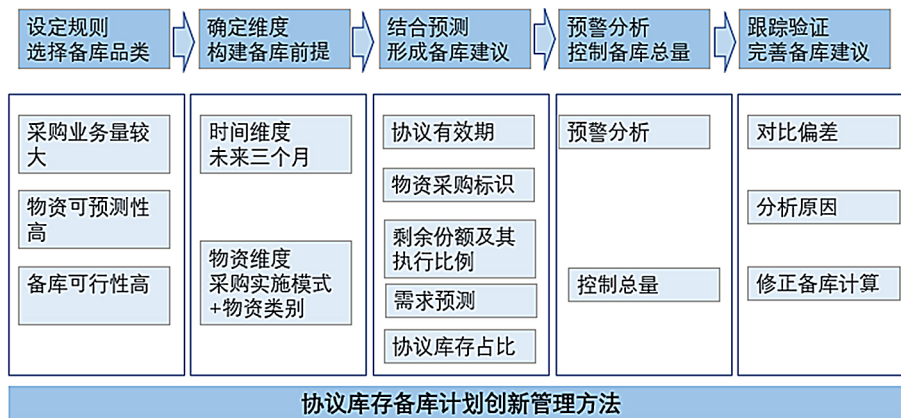 设定规则
选择备库品类
确定维度
构建备库前提
结合预测
形成备库建议
预警分析
控制备库总量
跟踪验证
完善备库建议
采购业务量较
大
物资可预测性
高
备库可行性高
时间维度
未来三个月
物资维度
采购实施模式
+物资类别
协议有效期
物资采购标识
剩余份额及其
执行比例
需求预测
协议库存占比
预警分析
控制总量
对比偏差
分析原因
修正备库计算
协议库存备库计划创新管理方法